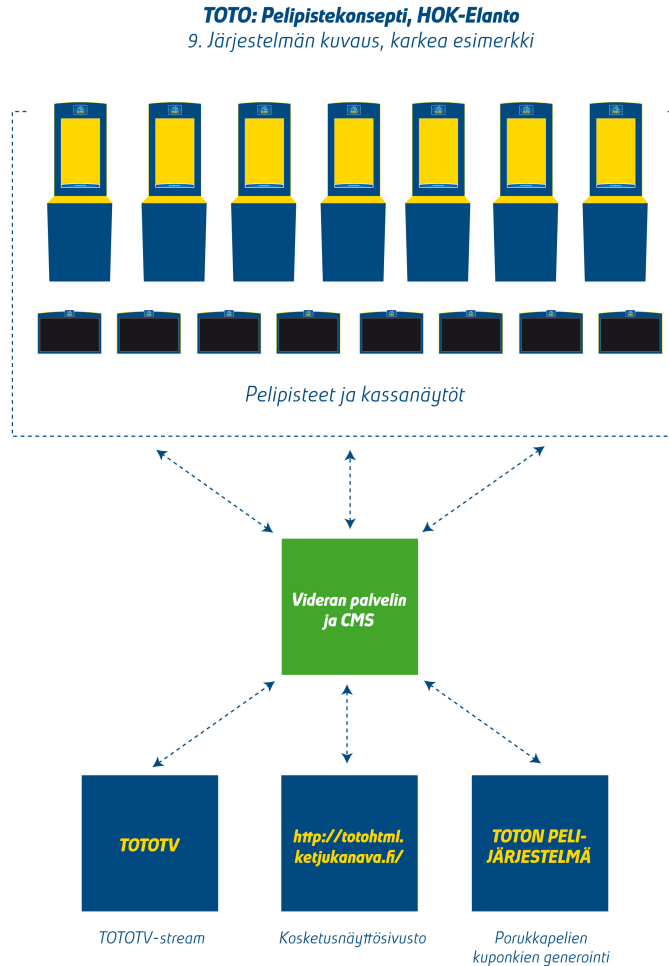 TOTO: Pelipistekonsepti, HOK-Elanto
9. Järjestelmän kuvaus, karkea esimerkki
Pelipisteet ja kassanäytöt
Videran palvelin
ja CMS
TOTOTV
http://totohtml.
ketjukanava.fi/
TOTON PELI-
JÄRJESTELMÄ
TOTOTV-stream
Kosketusnäyttösivusto
Porukkapelien
kuponkien generointi